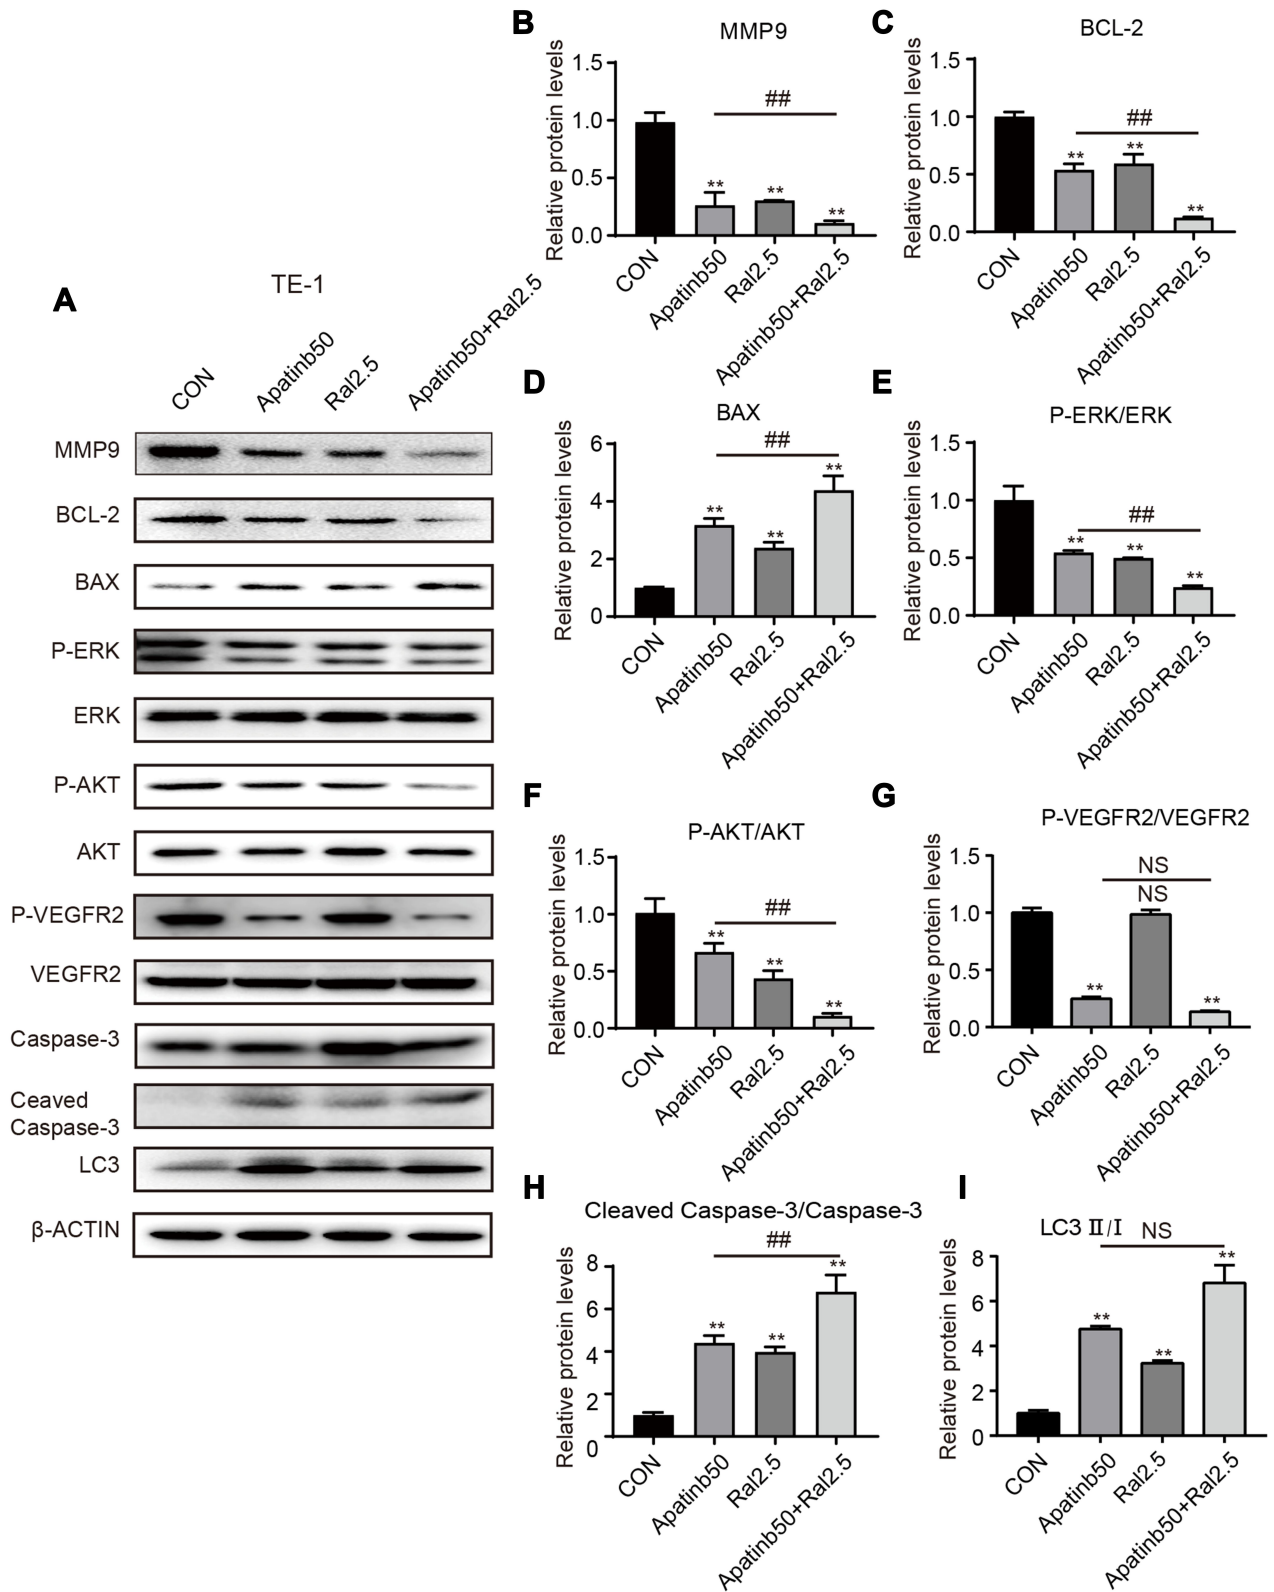 A
TE-1
CON
Apatinb50
Ral2.5
Apatinb50+Ral2.5
MMP9
BCL-2
BAX
P-ERK
ERK
P-AKT
AKT
P-VEGFR2
VEGFR2
Caspase-3
Ceaved
Caspase-3
LC3
β-ACTIN
B
MMP9
Relative protein levels
1.5
1.0
0.5
0.0
##
**
**
**
CON
Apatinb50
Ral2.5
Apatinb50+Ral2.5
C
BCL-2
Relative protein levels
1.5
1.0
0.5
0.0
##
**
**
**
CON
Apatinb50
Ral2.5
Apatinb50+Ral2.5
D
BAX
Relative protein levels
6
4
2
0
##
**
**
**
CON
Apatinb50
Ral2.5
Apatinb50+Ral2.5
E
P-ERK/ERK
Relative protein levels
1.5
1.0
0.5
0.0
##
**
**
**
CON
Apatinb50
Ral2.5
Apatinb50+Ral2.5
F
P-AKT/AKT
Relative protein levels
1.5
1.0
0.5
0.0
##
**
**
**
CON
Apatinb50
Ral2.5
Apatinb50+Ral2.5
G
P-VEGFR2/VEGFR2
Relative protein levels
1.5
1.0
0.5
0.0
NS
NS
**
**
CON
Apatinb50
Ral2.5
Apatinb50+Ral2.5
H
Cleaved Caspase-3/Caspase-3
Relative protein levels
8
6
4
2
0
##
**
**
**
CON
Apatinb50
Ral2.5
Apatinb50+Ral2.5
I
LC3 Ⅱ/Ⅰ
Relative protein levels
8
6
4
2
0
NS
**
**
**
CON
Apatinb50
Ral2.5
Apatinb50+Ral2.5